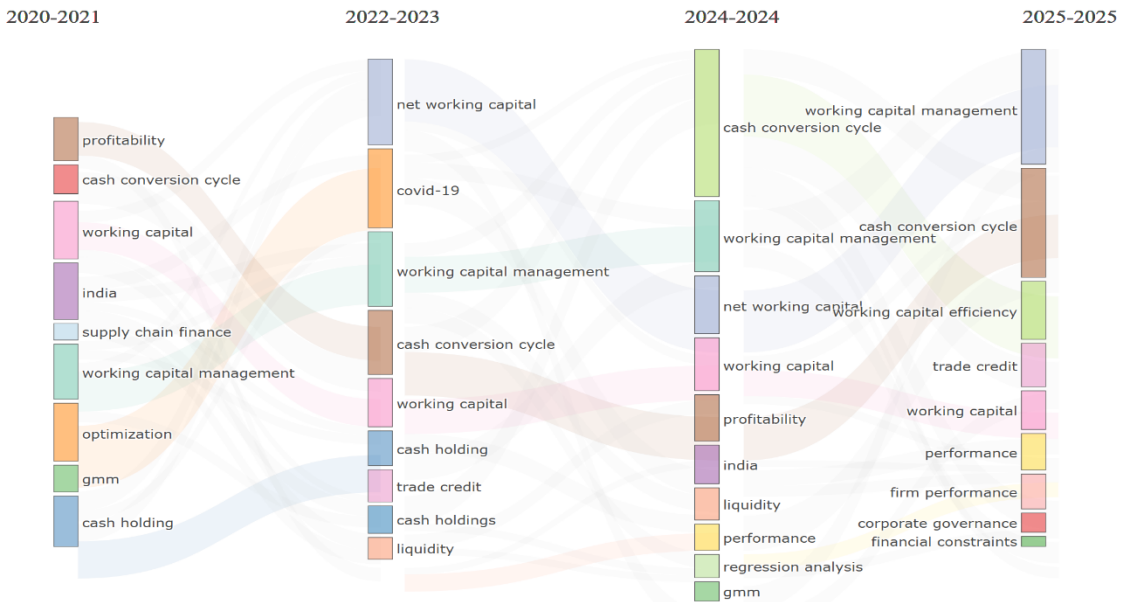 2020-2021
2022-2023
2024-2024
2025-2025
profitability
cash conversion cycle
working capital
india
supply chain finance
working capital management
optimization
gmm
cash holding
net working capital
covid-19
working capital management
cash conversion cycle
working capital
cash holding
trade credit
cash holdings
liquidity
cash conversion cycle
working capital management
net working capital
working capital
profitability
india
liquidity
performance
regression analysis
gmm
working capital management
cash conversion cycle
working capital efficiency
trade credit
working capital
performance
firm performance
corporate governance
financial constraints